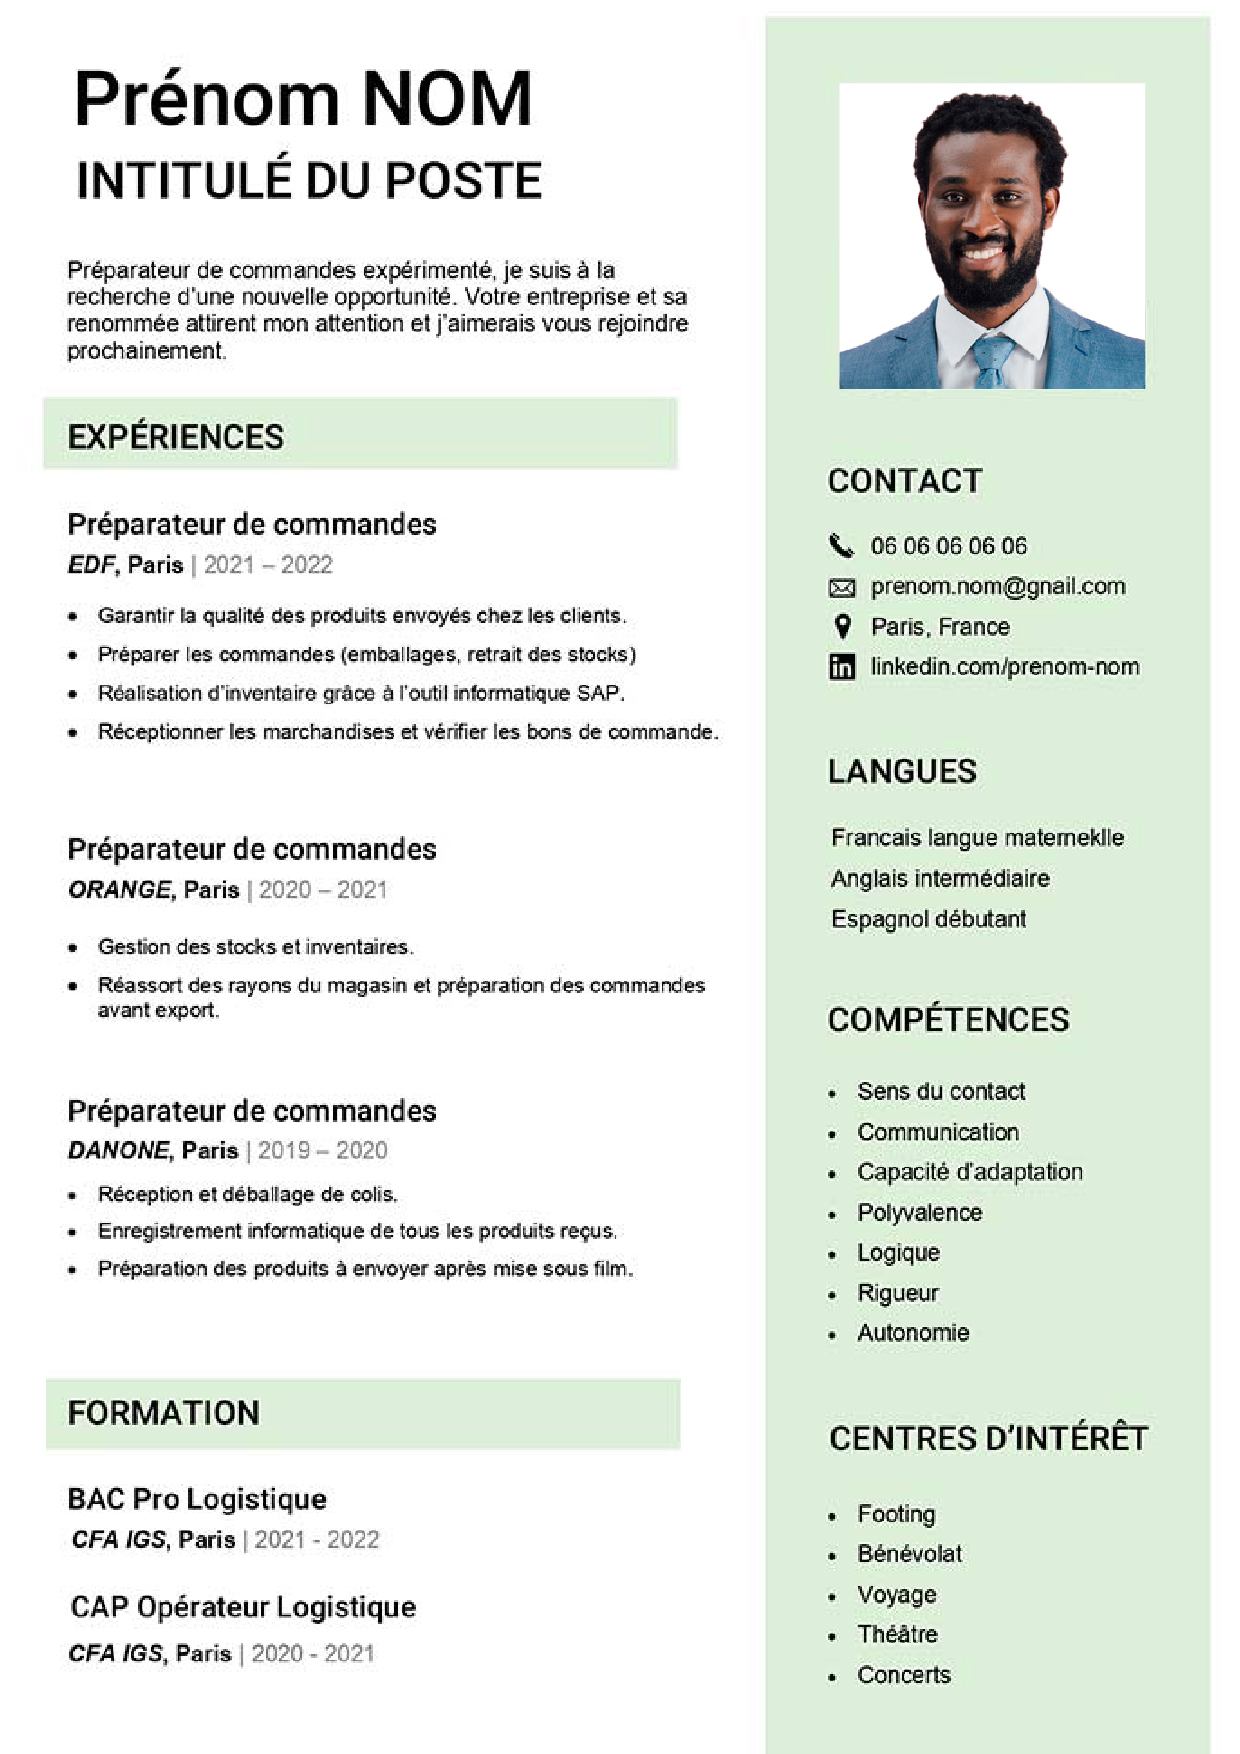 Prénom NOM
INTITULÉ DU POSTE
Préparateur de commandes expérimenté, je suis à la
recherche d'une nouvelle opportunité. Votre entreprise et sa
renommée attirent mon attention et j'aimerais vous rejoindre
prochainement.
EXPÉRIENCES
Préparateur de commandes
EDF, Paris | 2021 – 2022
• Garantir la qualité des produits envoyés chez les clients.
• Préparer les commandes (emballages, retrait des stocks)
• Réalisation d'inventaire grâce à l'outil informatique SAP.
• Réceptionner les marchandises et vérifier les bons de commande.
Préparateur de commandes
ORANGE, Paris | 2020 – 2021
• Gestion des stocks et inventaires.
• Réassort des rayons du magasin et préparation des commandes
avant export.
Préparateur de commandes
DANONE, Paris | 2019 – 2020
• Réception et déballage de colis.
• Enregistrement informatique de tous les produits reçus.
• Préparation des produits à envoyer après mise sous film.
FORMATION
BAC Pro Logistique
CFA IGS, Paris | 2021 - 2022
CAP Opérateur Logistique
CFA IGS, Paris | 2020 - 2021
CONTACT
06 06 06 06 06
prenom.nom@gnail.com
Paris, France
in linkedin.com/prenom-nom
LANGUES
Francais langue materneklle
Anglais intermédiaire
Espagnol débutant
COMPÉTENCES
• Sens du contact
• Communication
• Capacité d'adaptation
• Polyvalence
• Logique
• Rigueur
• Autonomie
CENTRES D'INTÉRÊT
• Footing
• Bénévolat
• Voyage
• Théâtre
• Concerts